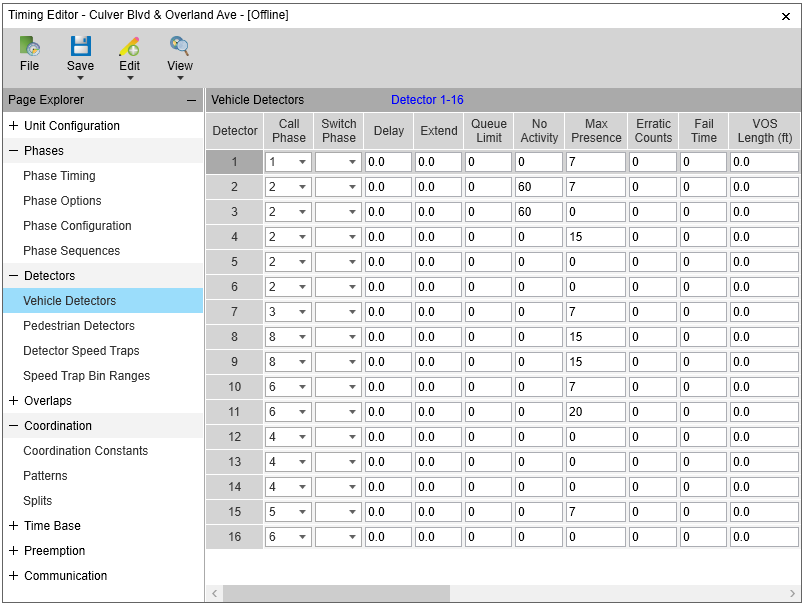 Timing Editor - Culver Blvd & Overland Ave - [Offline]
File Save Edit View
Page Explorer
Unit Configuration
Phases
Phase Timing
Phase Options
Phase Configuration
Phase Sequences
Detectors
Vehicle Detectors
Pedestrian Detectors
Detector Speed Traps
Speed Trap Bin Ranges
Overlaps
Coordination
Coordination Constants
Patterns
Splits
Time Base
Preemption
Communication
Vehicle Detectors Detector 1-16
Detector Call Phase Switch Phase Delay Extend Queue Limit No Activity Max Presence Erratic Counts Fail Time VOS Length (ft)
1 1 0.0 0.0 0 0 7 0 0 0.0
2 2 0.0 0.0 0 60 7 0 0 0.0
3 2 0.0 0.0 0 60 0 0 0 0.0
4 2 0.0 0.0 0 0 15 0 0 0.0
5 2 0.0 0.0 0 0 0 0 0 0.0
6 2 0.0 0.0 0 0 0 0 0 0.0
7 3 0.0 0.0 0 0 7 0 0 0.0
8 8 0.0 0.0 0 0 15 0 0 0.0
9 8 0.0 0.0 0 0 15 0 0 0.0
10 6 0.0 0.0 0 0 7 0 0 0.0
11 6 0.0 0.0 0 0 20 0 0 0.0
12 4 0.0 0.0 0 0 0 0 0 0.0
13 4 0.0 0.0 0 0 0 0 0 0.0
14 4 0.0 0.0 0 0 0 0 0 0.0
15 5 0.0 0.0 0 0 7 0 0 0.0
16 6 0.0 0.0 0 0 0 0 0 0.0